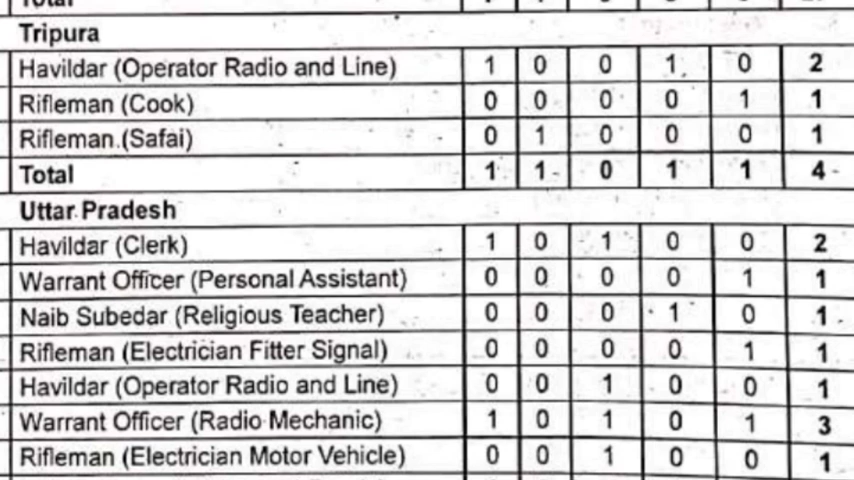 Total
Tripura
Havildar (Operator Radio and Line) 1 0 0 1 0 2
Rifleman (Cook) 0 0 0 0 1 1
Rifleman (Safai) 0 1 0 0 0 1
Total 1 1 0 1 1 4
Uttar Pradesh
Havildar (Clerk) 1 0 1 0 0 2
Warrant Officer (Personal Assistant) 0 0 0 0 1 1
Naib Subedar (Religious Teacher) 0 0 0 1 0 1
Rifleman (Electrician Fitter Signal) 0 0 0 0 1 1
Havildar (Operator Radio and Line) 0 0 1 0 0 1
Warrant Officer (Radio Mechanic) 1 0 1 0 1 3
Rifleman (Electrician Motor Vehicle) 0 0 1 0 0 1